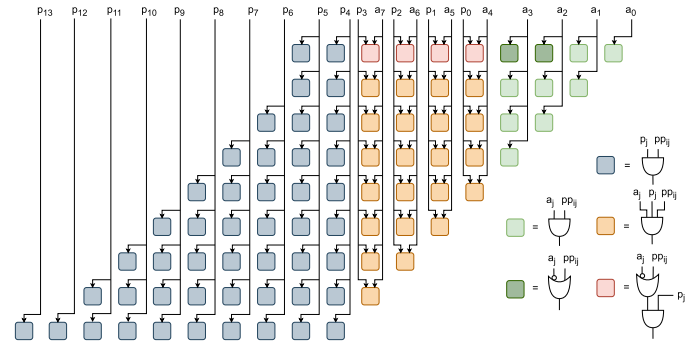 p13 p12 p11 p10 p9 p8 p7 p6 p5 p4 p3 a7 p2 a6 p1 a5 p0 a4 a3 a2 a1 a0
pj ppij
=
aj pj ppij
aj ppij
= =
aj ppij aj ppij
= = pj